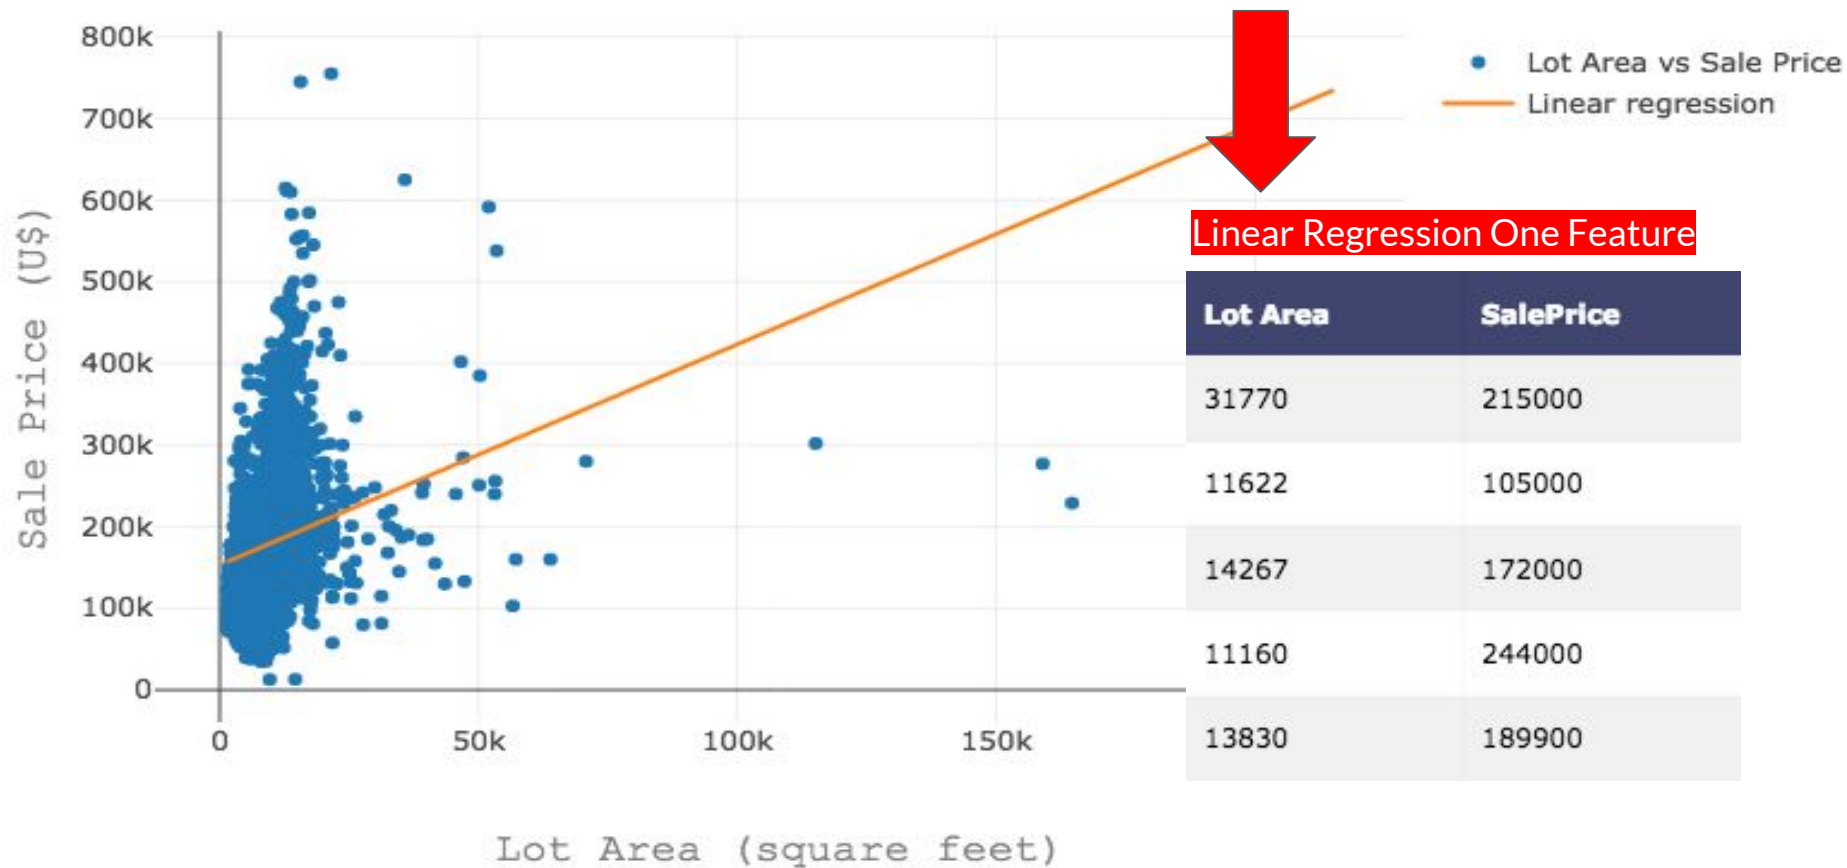 800k
700k
600k
500k
400k
300k
200k
100k
0
Sale Price (U$)
0 50k 100k 150k
Lot Area (square feet)
Lot Area vs Sale Price
Linear regression
Linear Regression One Feature
Lot Area SalePrice
31770 215000
11622 105000
14267 172000
11160 244000
13830 189900